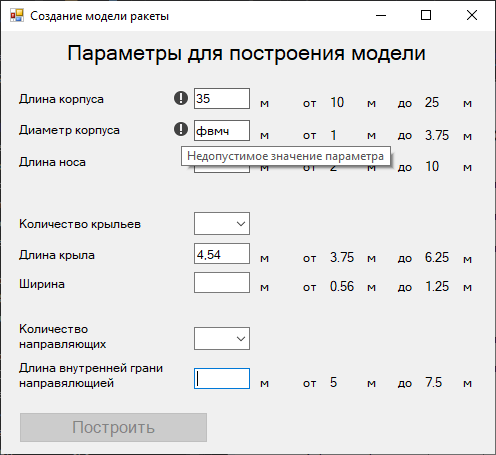 Создание модели ракеты
Параметры для построения модели
Длина корпуса 35 м от 10 м до 25 м
Диаметр корпуса фвмч м от 1 м до 3.75 м
Недопустимое значение параметра
Длина носа м от 2 м до 10 м
Количество крыльев
Длина крыла 4,54 м от 3.75 м до 6.25 м
Ширина м от 0.56 м до 1.25 м
Количество
направляющих
Длина внутренней грани
направялющией м от 5 м до 7.5 м
Построить